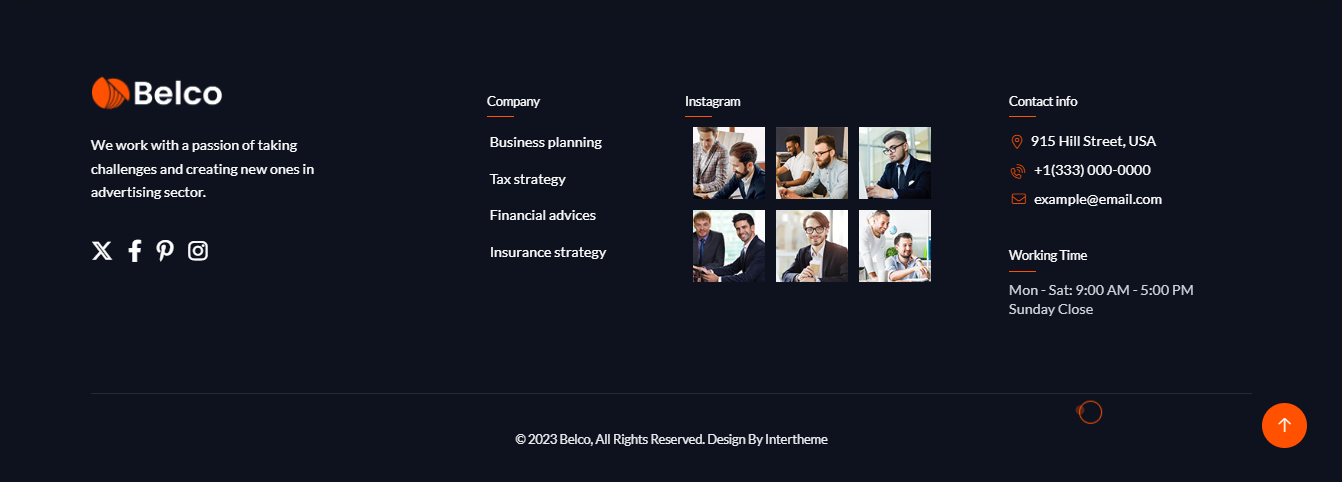 Belco
We work with a passion of taking
challenges and creating new ones in
advertising sector.
Company
Business planning
Tax strategy
Financial advices
Insurance strategy
Instagram
Contact info
915 Hill Street, USA
+1(333) 000-0000
example@email.com
Working Time
Mon - Sat: 9:00 AM - 5:00 PM
Sunday Close
© 2023 Belco, All Rights Reserved. Design By Intertheme